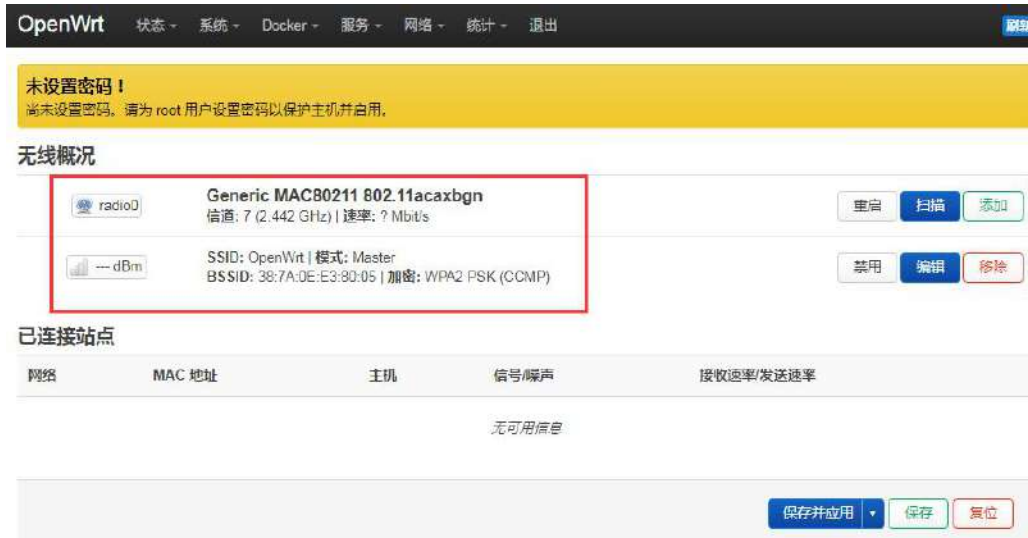 OpenWrt 状态 系统 Docker 服务 网络 统计 退出
未设置密码！
尚未设置密码。请为 root 用户设置密码以保护主机并启用。
无线概况
radio0 Generic MAC80211 802.11acaxbgn 重启 扫描 添加
信道: 7 (2.442 GHz) | 速率: ? Mbit/s
--- dBm SSID: OpenWrt | 模式: Master 禁用 编辑 移除
BSSID: 38:7A:0E:E3:80:05 | 加密: WPA2 PSK (CCMP)
已连接站点
网络 MAC 地址 主机 信号/噪声 接收速率/发送速率
无可用信息
保存并应用 保存 复位